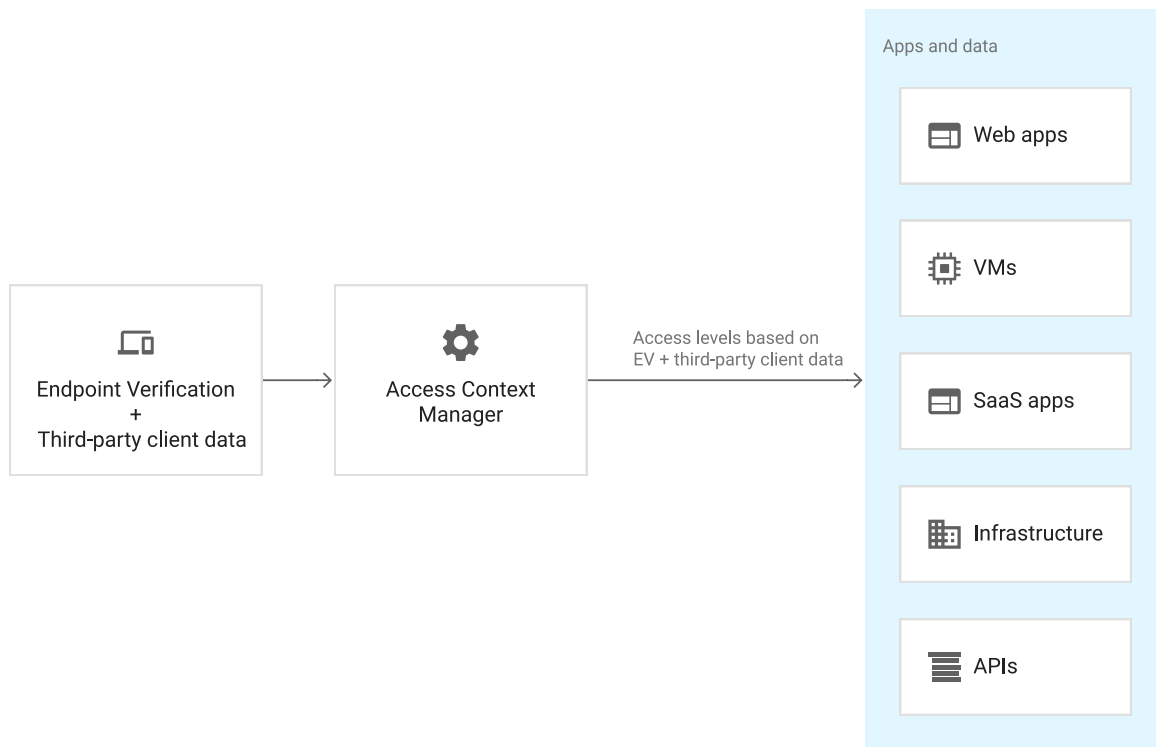 Endpoint Verification
+
Third-party client data
Access Context
Manager
Access levels based on
EV + third-party client data
Apps and data
Web apps
VMs
SaaS apps
Infrastructure
APIs